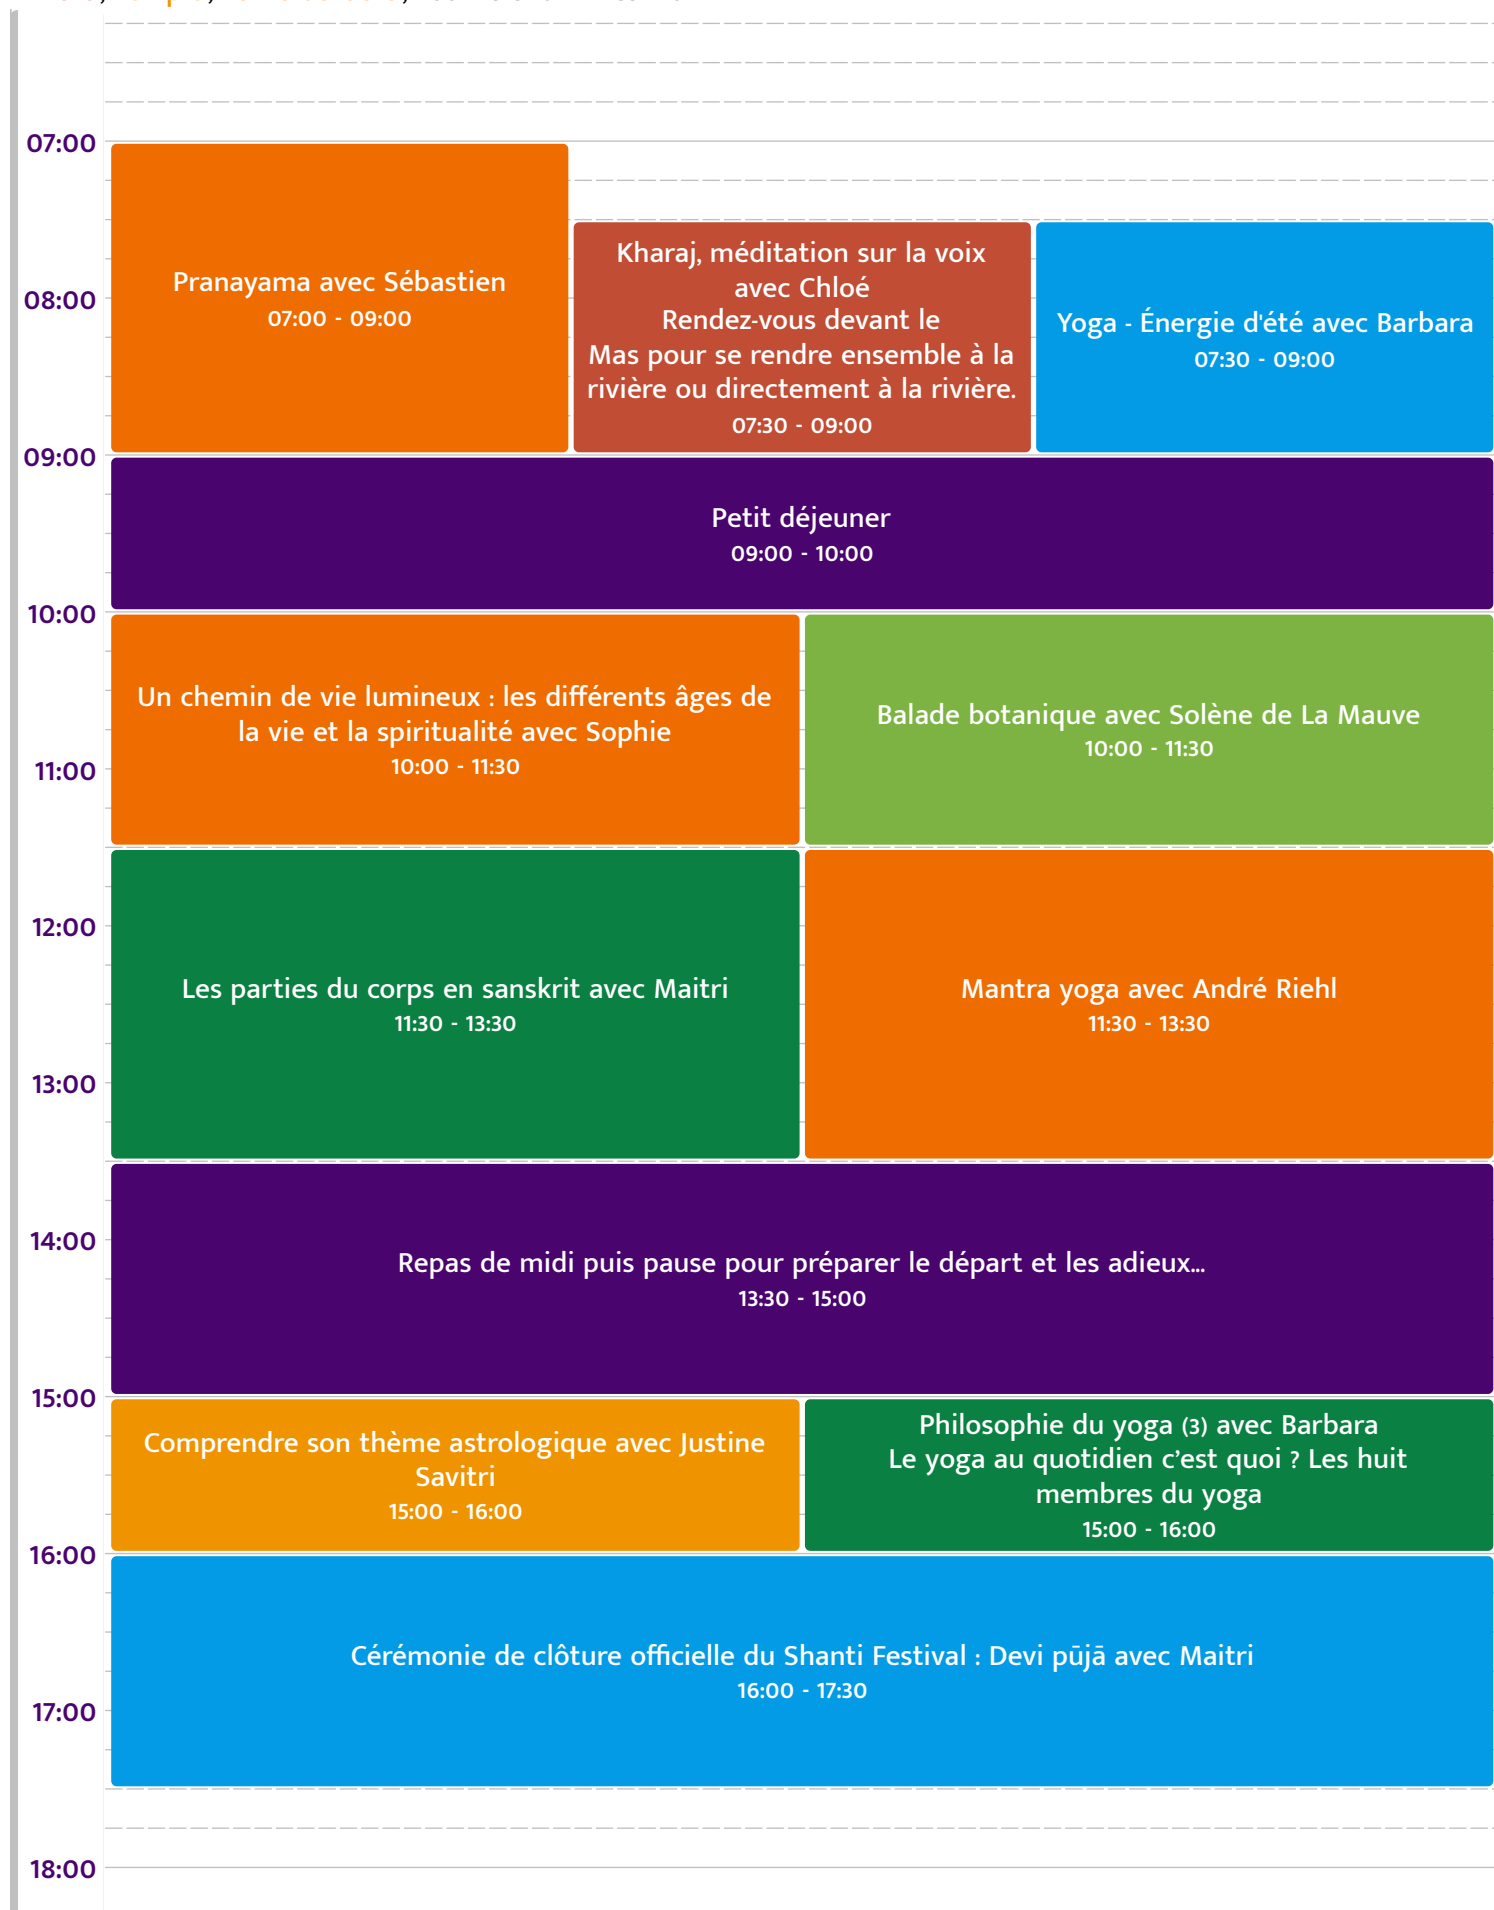 07:00
Pranayama avec Sébastien
07:00 - 09:00
Kharaj, méditation sur la voix
avec Chloé
Rendez-vous devant le
Mas pour se rendre ensemble à la
rivière ou directement à la rivière.
07:30 - 09:00
Yoga - Énergie d'été avec Barbara
07:30 - 09:00
08:00
09:00
Petit déjeuner
09:00 - 10:00
10:00
Un chemin de vie lumineux : les différents âges de
la vie et la spiritualité avec Sophie
10:00 - 11:30
Balade botanique avec Solène de La Mauve
10:00 - 11:30
11:00
Les parties du corps en sanskrit avec Maitri
11:30 - 13:30
Mantra yoga avec André Riehl
11:30 - 13:30
12:00
13:00
Repas de midi puis pause pour préparer le départ et les adieux...
13:30 - 15:00
14:00
15:00
Comprendre son thème astrologique avec Justine
Savitri
15:00 - 16:00
Philosophie du yoga (3) avec Barbara
Le yoga au quotidien c’est quoi ? Les huit
membres du yoga
15:00 - 16:00
16:00
Cérémonie de clôture officielle du Shanti Festival : Devi pūjā avec Maitri
16:00 - 17:30
17:00
18:00